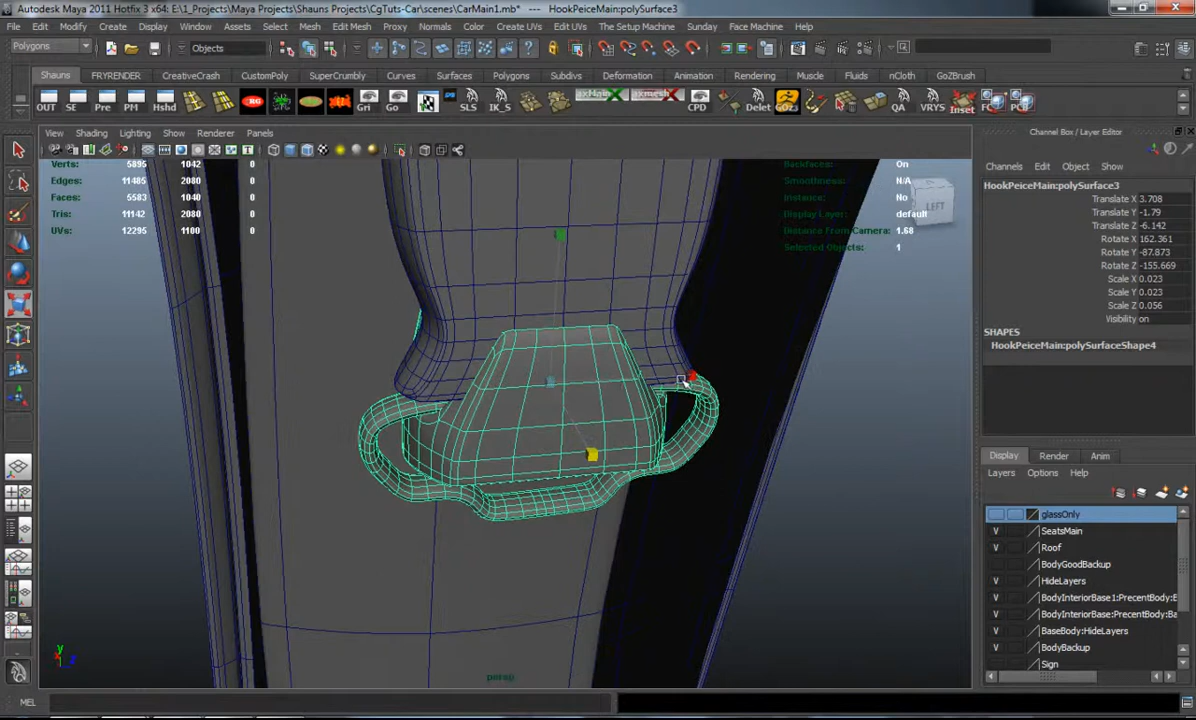 Autodesk Maya 2011 Hotfix 3: E:\1_Projects\Maya Projects\Shauns Projects\CgTuts-Car\scenes\CarMain1.mb* --- HookPeiceMain:polySurface3
File Edit Modify Create Display Window Assets Select Mesh Edit Mesh Proxy Normals Color Create UVs Edit UVs The Setup Machine Sunday Face Machine Help
Polygons Objects
Shauns FRYRENDER CreativeCrash CustomPoly SuperCrumbly Curves Surfaces Polygons Subdivs Deformation Animation Rendering Muscle Fluids nCloth GoZBrush
OUT SE Pre PM Hshd Gri Go SLS IK_S CPD Delet GOZ3 QA VRYS Inset FC PCB
View Shading Lighting Show Renderer Panels
Verts: 5895 1042 0
Edges: 11485 2080 0
Faces: 5583 1040 0
Tris: 11142 2080 0
UVs: 12295 1100 0
Backfaces: On
Smoothness: N/A
Instance: No
Display Layer: default
Distance From Camera: 1.68
Selected Objects: 1
LEFT
persp
y
z
Channel Box / Layer Editor
Channels Edit Object Show
HookPeiceMain:polySurface3
Translate X 3.708
Translate Y -1.79
Translate Z -6.142
Rotate X 162.361
Rotate Y -87.873
Rotate Z -155.669
Scale X 0.023
Scale Y 0.023
Scale Z 0.056
Visibility on
SHAPES
HookPeiceMain:polySurfaceShape4
Display Render Anim
Layers Options Help
glassOnly
V SeatsMain
V Roof
BodyGoodBackup
V HideLayers
V BodyInteriorBase1:PrecentBody:E
V BodyInteriorBase:PrecentBody:Ba
V BaseBody:HideLayers
V BodyBackup
V Sign
MEL